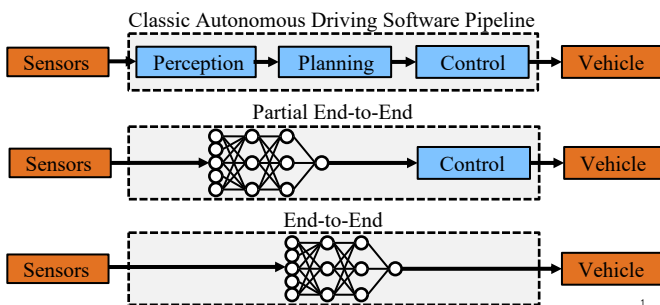 Classic Autonomous Driving Software Pipeline
Sensors Perception Planning Control Vehicle
Partial End-to-End
Sensors Control Vehicle
End-to-End
Sensors Vehicle
1